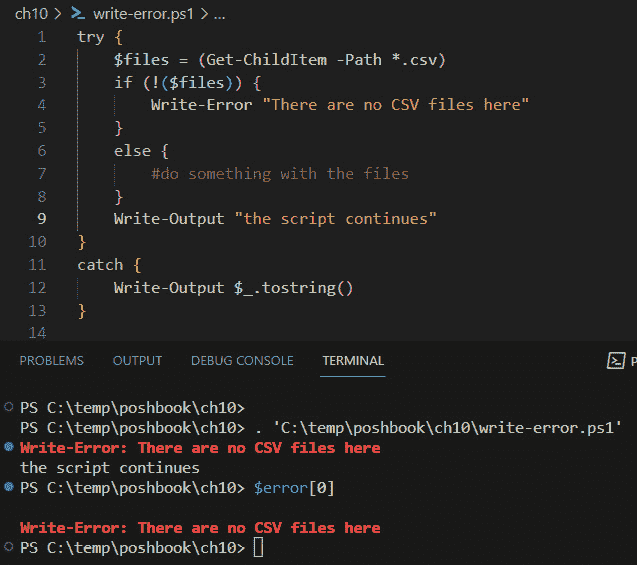 ch10 > write-error.ps1 > ...
1 try {
2 $files = (Get-ChildItem -Path *.csv)
3 if (!($files)) {
4 Write-Error "There are no CSV files here"
5 }
6 else {
7 #do something with the files
8 }
9 Write-Output "the script continues"
10 }
11 catch {
12 Write-Output $_.tostring()
13 }
14
PROBLEMS OUTPUT DEBUG CONSOLE TERMINAL
PS C:\temp\poshbook\ch10>
PS C:\temp\poshbook\ch10> . 'C:\temp\poshbook\ch10\write-error.ps1'
Write-Error: There are no CSV files here
the script continues
PS C:\temp\poshbook\ch10> $error[0]
Write-Error: There are no CSV files here
PS C:\temp\poshbook\ch10>